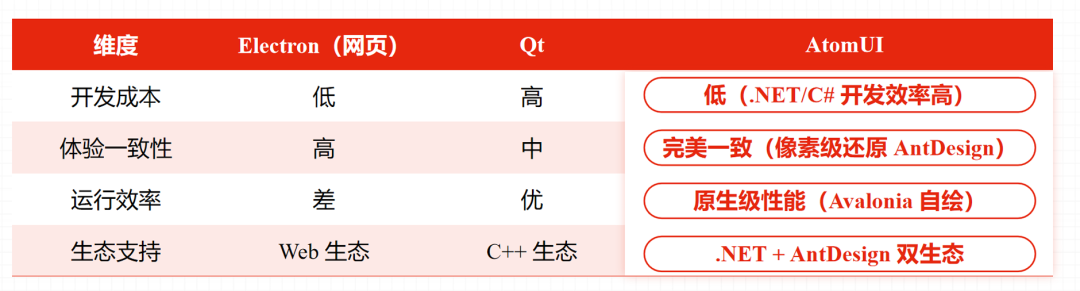 维度 Electron（网页） Qt AtomUI
开发成本 低 高 低（.NET/C# 开发效率高）
体验一致性 高 中 完美一致（像素级还原 AntDesign）
运行效率 差 优 原生级性能（Avalonia 自绘）
生态支持 Web 生态 C++ 生态 .NET + AntDesign 双生态